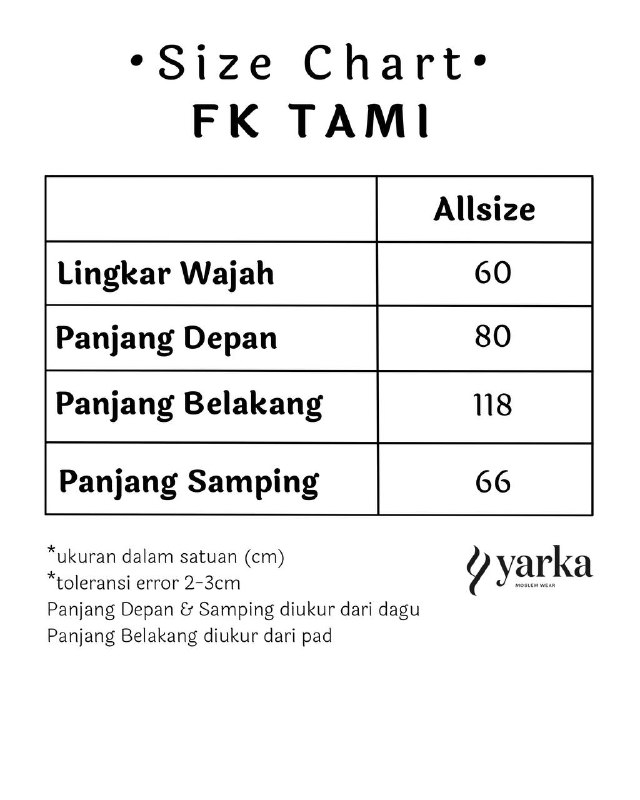 •Size Chart•
FK TAMI
Allsize
Lingkar Wajah 60
Panjang Depan 80
Panjang Belakang 118
Panjang Samping 66
*ukuran dalam satuan (cm)
*toleransi error 2-3cm
Panjang Depan & Samping diukur dari dagu
Panjang Belakang diukur dari pad
yarka
MOSLEM WEAR